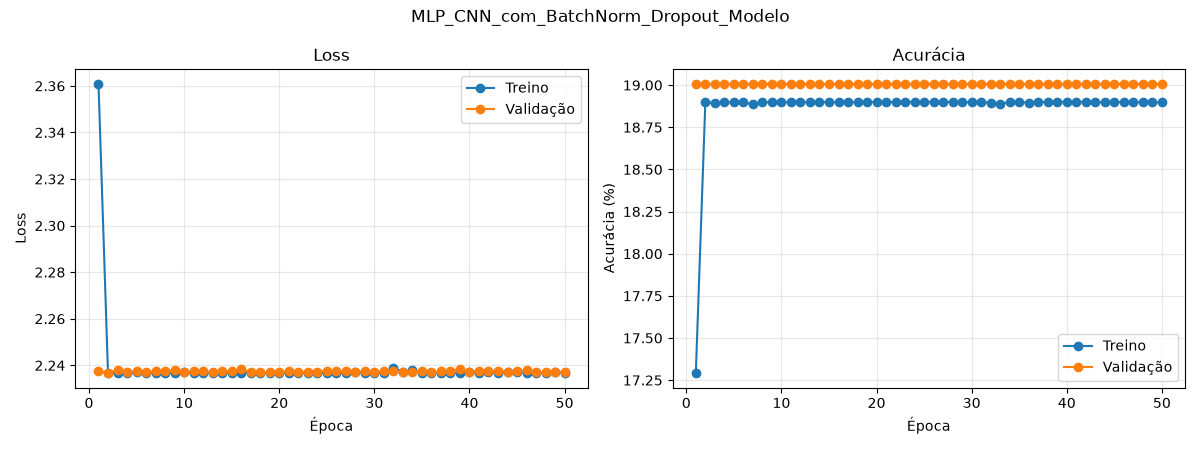 MLP_CNN_com_BatchNorm_Dropout_Modelo
Loss
2.36
2.34
2.32
2.30
2.28
2.26
2.24
Loss
0
10
20
30
40
50
Época
Treino
Validação
Acurácia
19.00
18.75
18.50
18.25
18.00
17.75
17.50
17.25
Acurácia (%)
0
10
20
30
40
50
Época
Treino
Validação